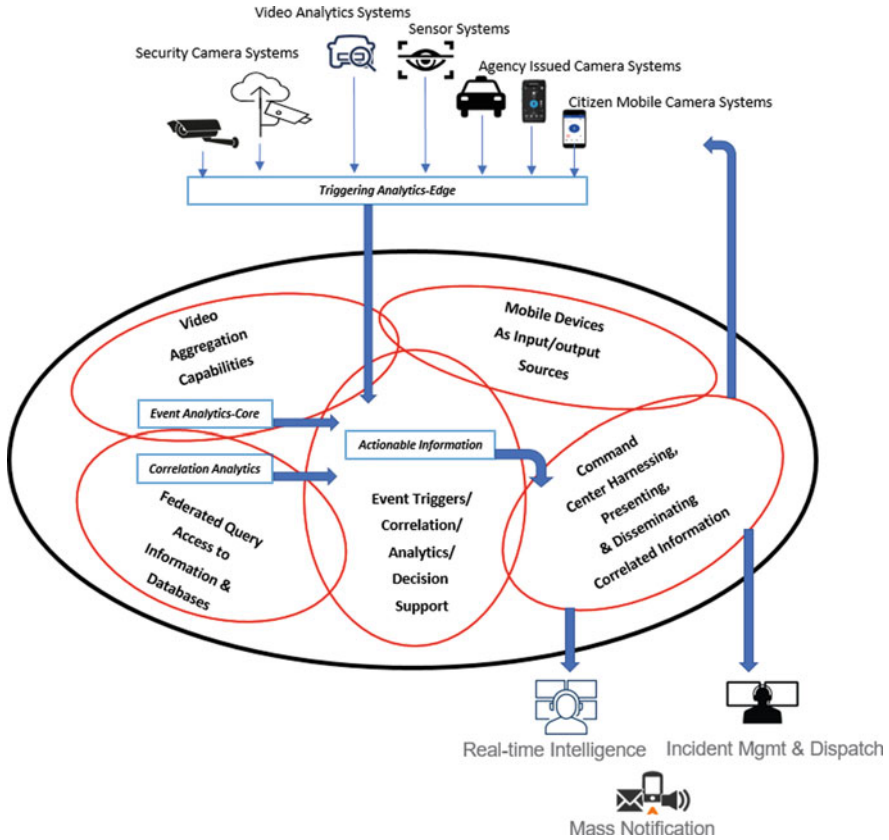 Video Analytics Systems
Sensor Systems
Security Camera Systems
Agency Issued Camera Systems
Citizen Mobile Camera Systems
Triggering Analytics-Edge
Video
Aggregation
Capabilities
Mobile Devices
As Input/output
Sources
Event Analytics-Core
Correlation Analytics
Actionable Information
Federated Query
Access to
Information &
Databases
Event Triggers/
Correlation/
Analytics/
Decision
Support
Command
Center Harnessing,
Presenting,
& Disseminating
Correlated Information
Real-time Intelligence
Incident Mgmt & Dispatch
Mass Notification